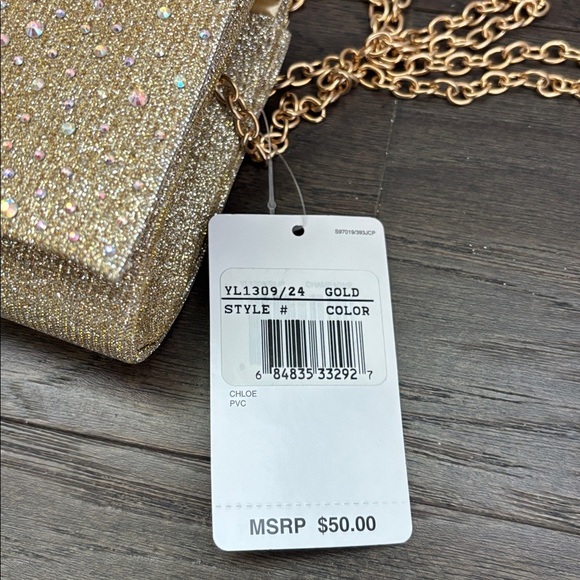 S97019/393JCP
YL1309/24 GOLD
STYLE # COLOR
6 84835 33292 7
CHLOE
PVC
MSRP $50.00